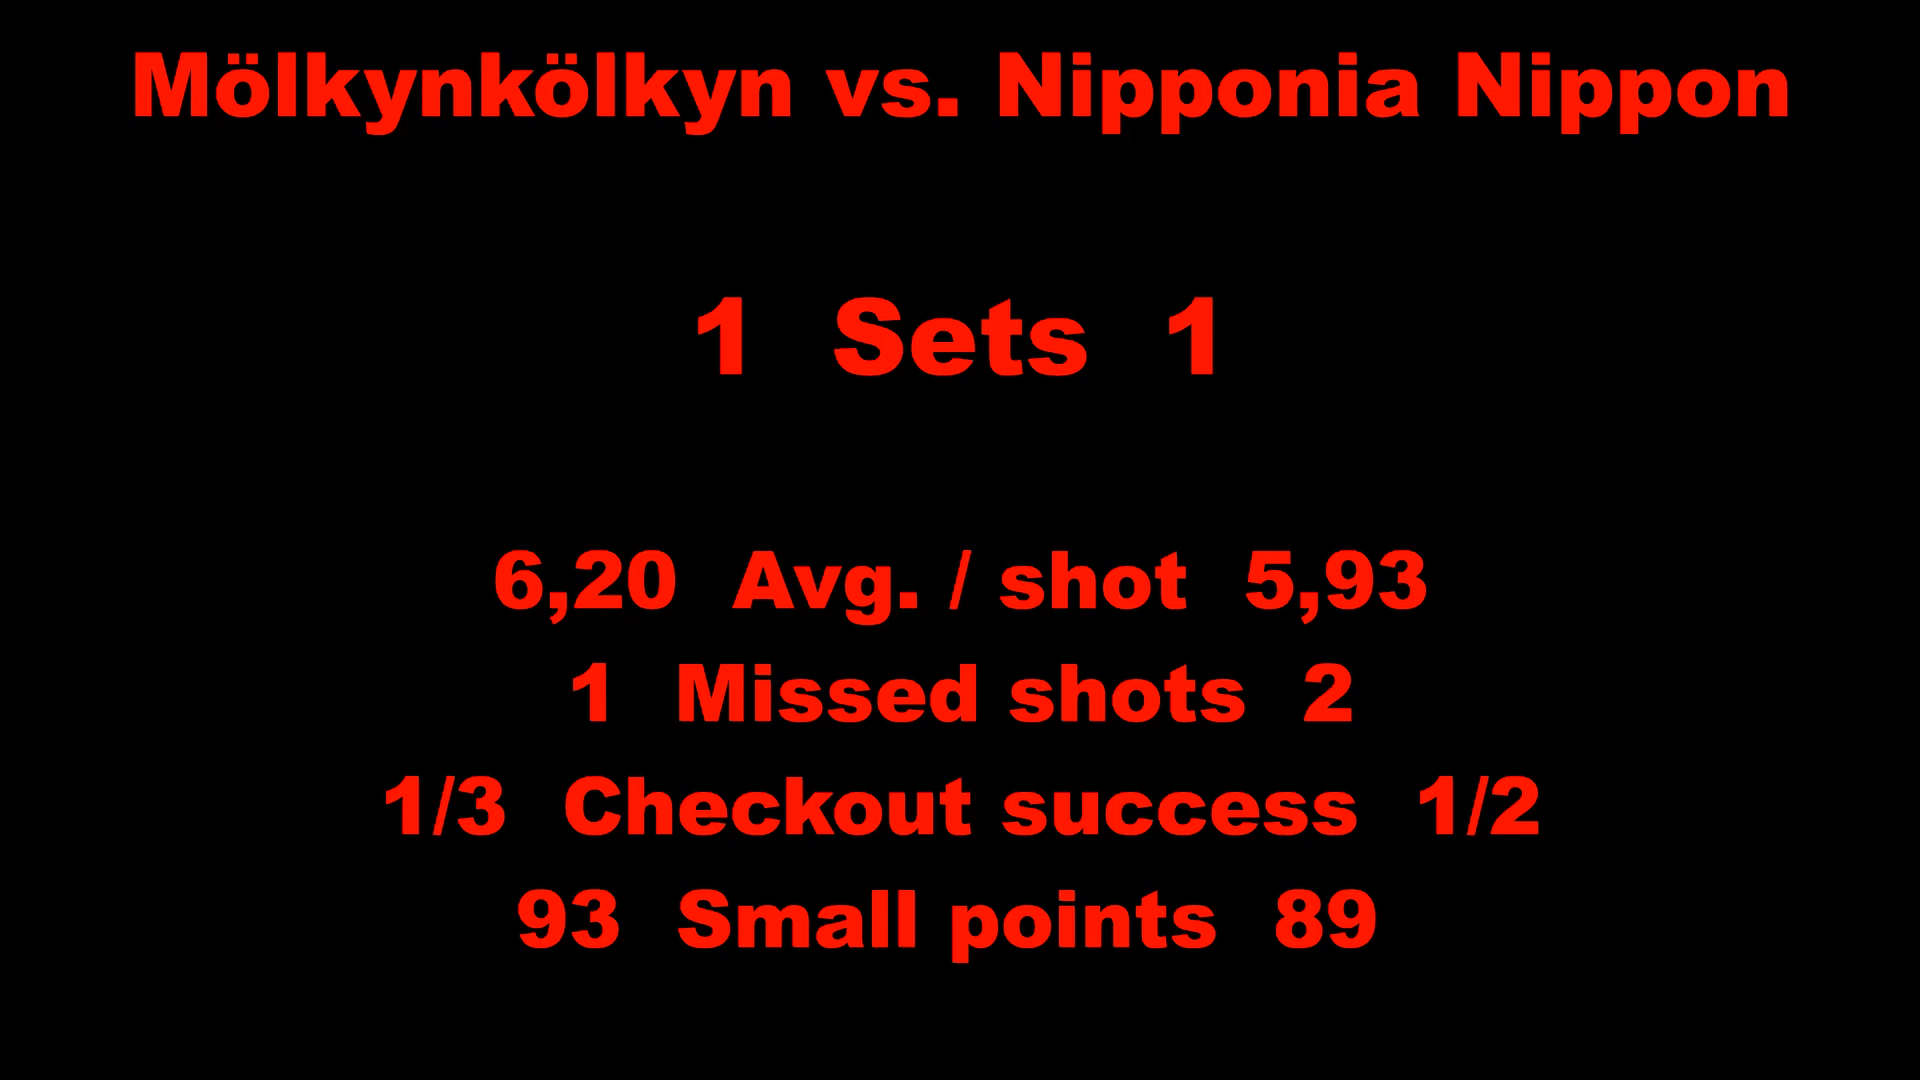 Mölkynkölkyn vs. Nipponia Nippon
1 Sets 1
6,20 Avg. / shot 5,93
1 Missed shots 2
1/3 Checkout success 1/2
93 Small points 89